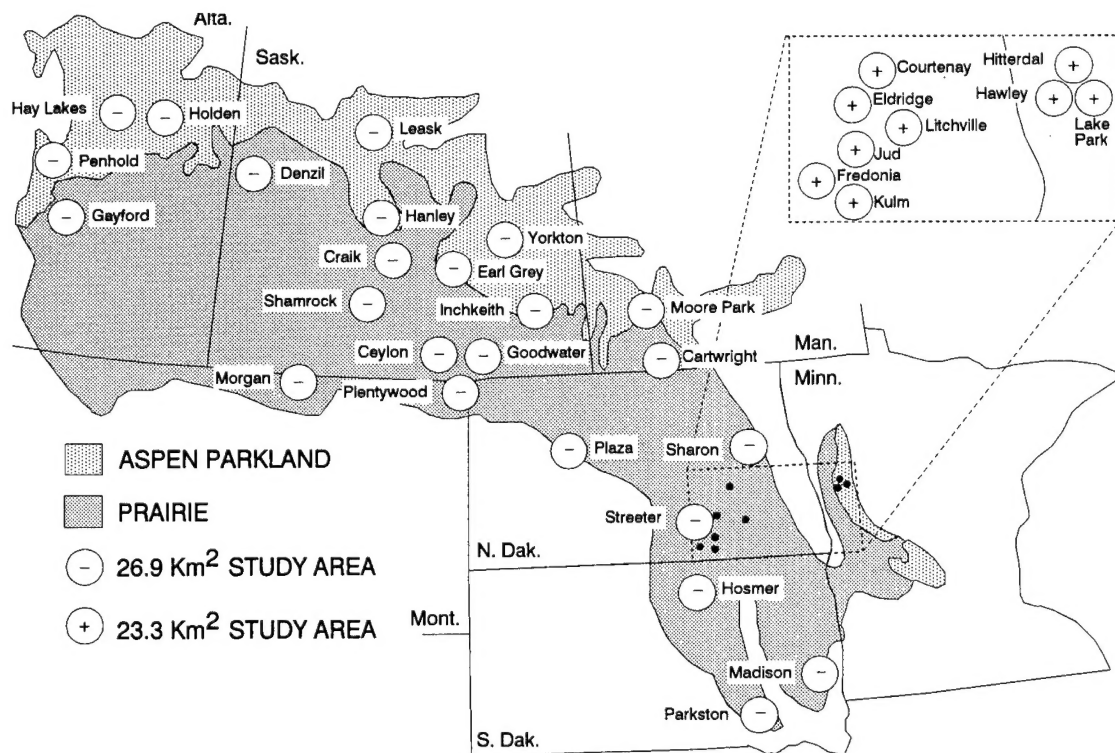 Alta.
Sask.
Hay Lakes
Holden
Leask
Penhold
Denzil
Gayford
Hanley
Yorkton
Craik
Earl Grey
Shamrock
Inchkeith
Moore Park
Ceylon
Goodwater
Cartwright
Man.
Morgan
Plentywood
Minn.
Plaza
Sharon
Streeter
N. Dak.
Hosmer
Mont.
Madison
Parkston
S. Dak.
Courtenay
Hitterdal
Eldridge
Hawley
Litchville
Lake
Park
Jud
Fredonia
Kulm
ASPEN PARKLAND
PRAIRIE
- 26.9 Km² STUDY AREA
+ 23.3 Km² STUDY AREA